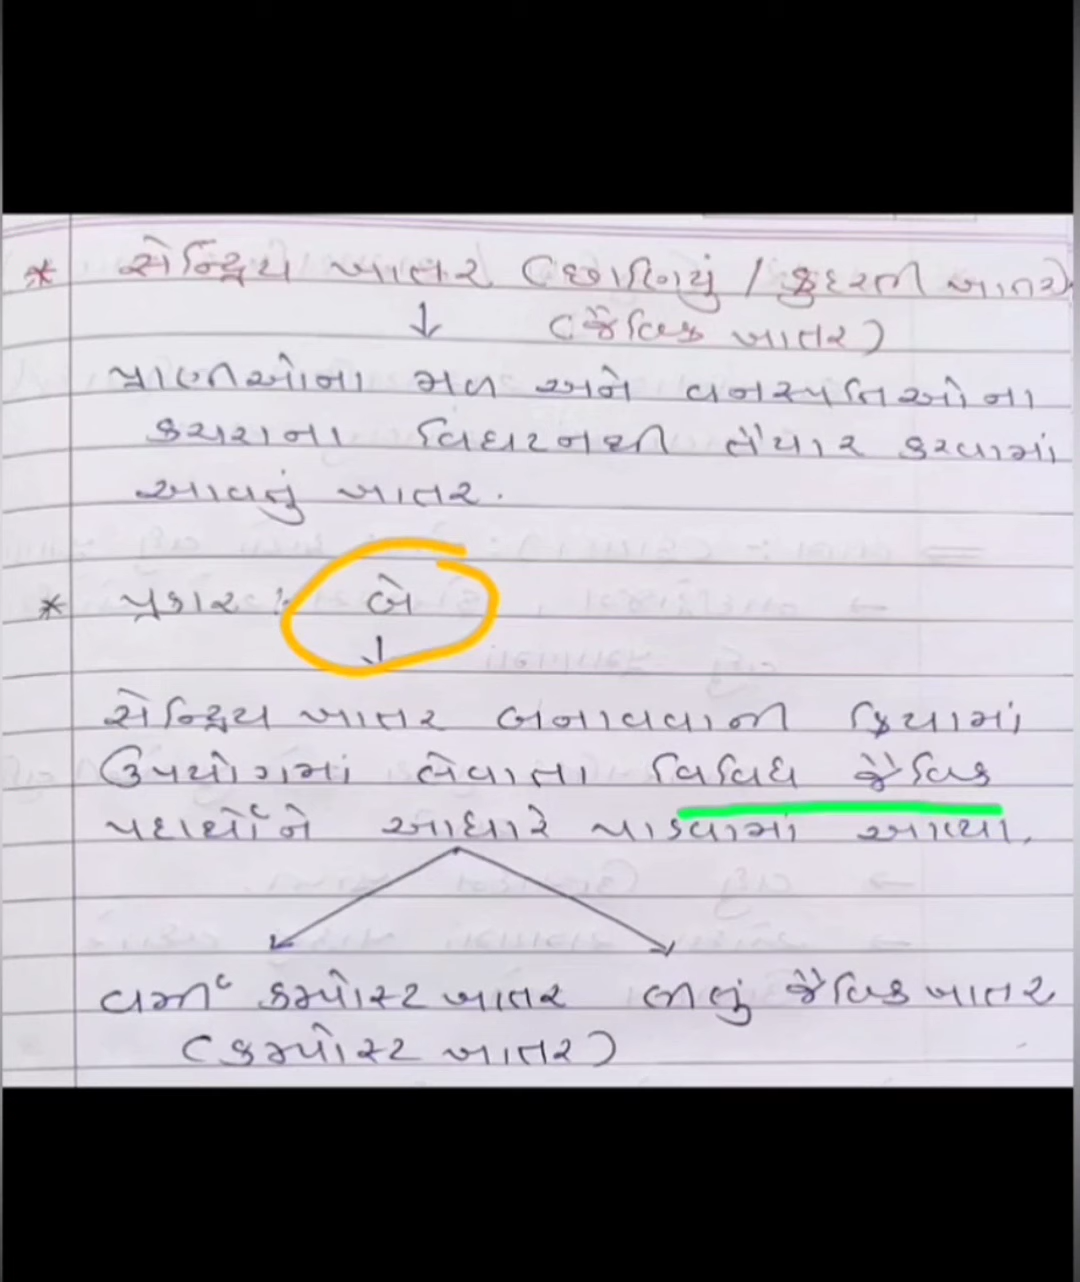 * સેન્દ્રિય ખાતર (છાણિયું / કુદરતી ખાતર)
↓ (જૈવિક ખાતર)
પ્રાણીઓના મળ અને વનસ્પતિઓના
કચરાના વિઘટનથી તૈયાર કરવામાં
આવતું ખાતર.
* પ્રકાર : બે
↓
સેન્દ્રિય ખાતર બનાવવાની ક્રિયામાં
ઉપયોગમાં લેવાતા વિવિધ જૈવિક
પદાર્થોને આધારે પાડવામાં આવ્યા.
વર્મી કમ્પોસ્ટ ખાતર લીલું જૈવિક ખાતર
(કમ્પોસ્ટ ખાતર)